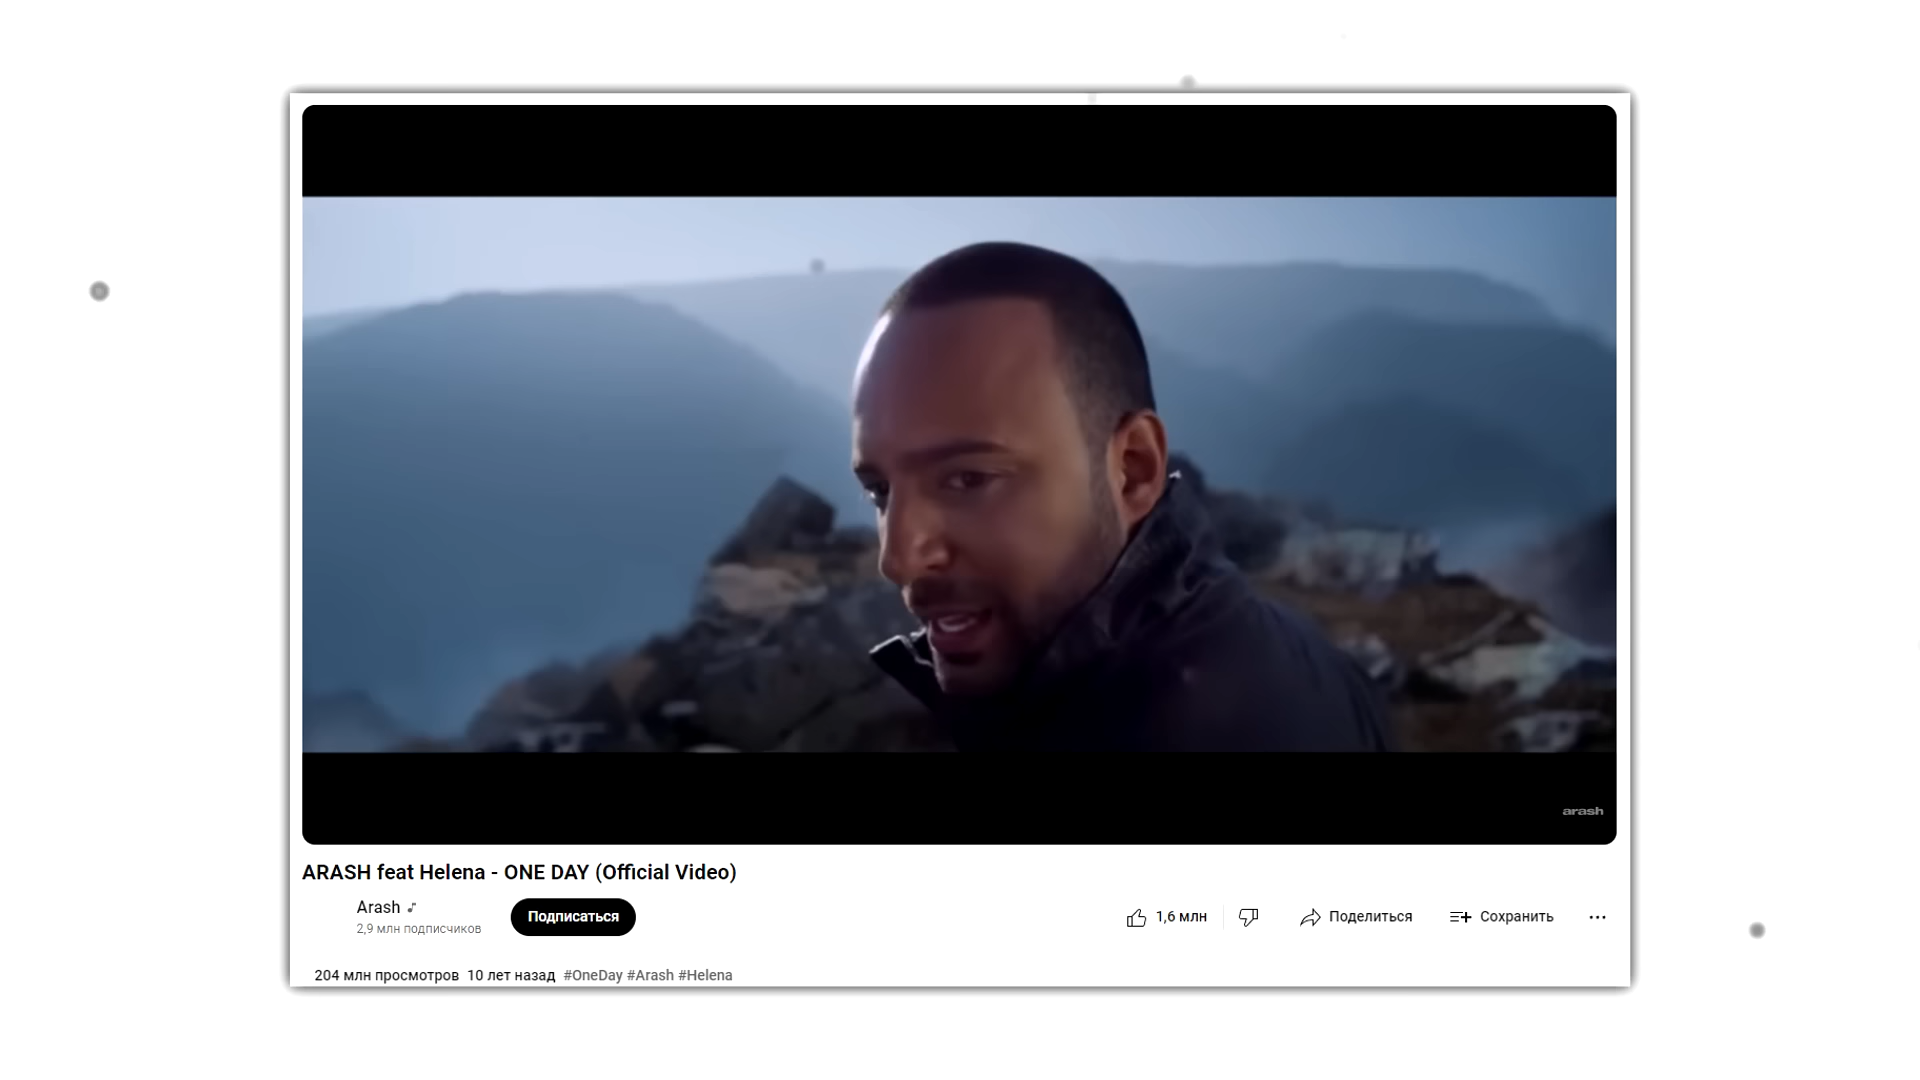 arash
ARASH feat Helena - ONE DAY (Official Video)
Arash
2,9 млн подписчиков
Подписаться
1,6 млн
Поделиться
Сохранить
204 млн просмотров 10 лет назад #OneDay #Arash #Helena